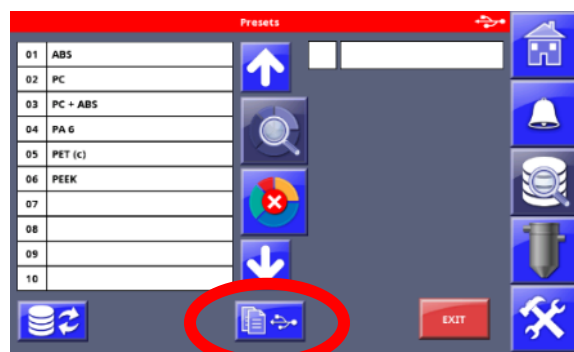 Presets
01 ABS
02 PC
03 PC + ABS
04 PA 6
05 PET (c)
06 PEEK
07
08
09
10
EXIT